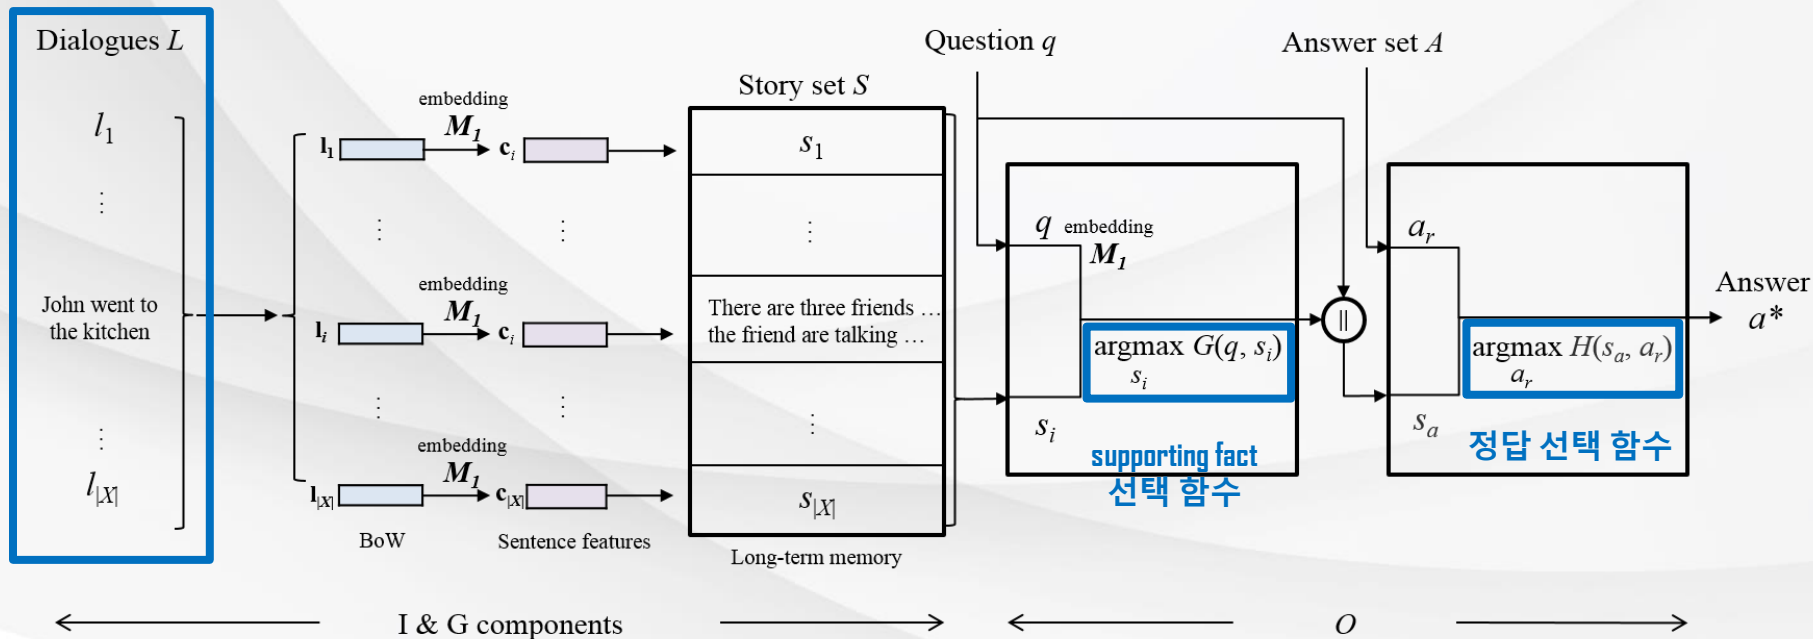 Dialogues L
l1
⋮
John went to
the kitchen
⋮
l|X|
l1
embedding
M1
ci
⋮
⋮
li
embedding
M1
ci
⋮
⋮
l|X|
embedding
M1
c|X|
BoW
Sentence features
Story set S
s1
⋮
There are three friends …
the friend are talking …
⋮
s|X|
Long-term memory
Question q
q embedding
M1
argmax G(q, si)
si
si
supporting fact
선택 함수
||
Answer set A
ar
argmax H(sa, ar)
ar
sa
정답 선택 함수
Answer
a*
I & G components
O